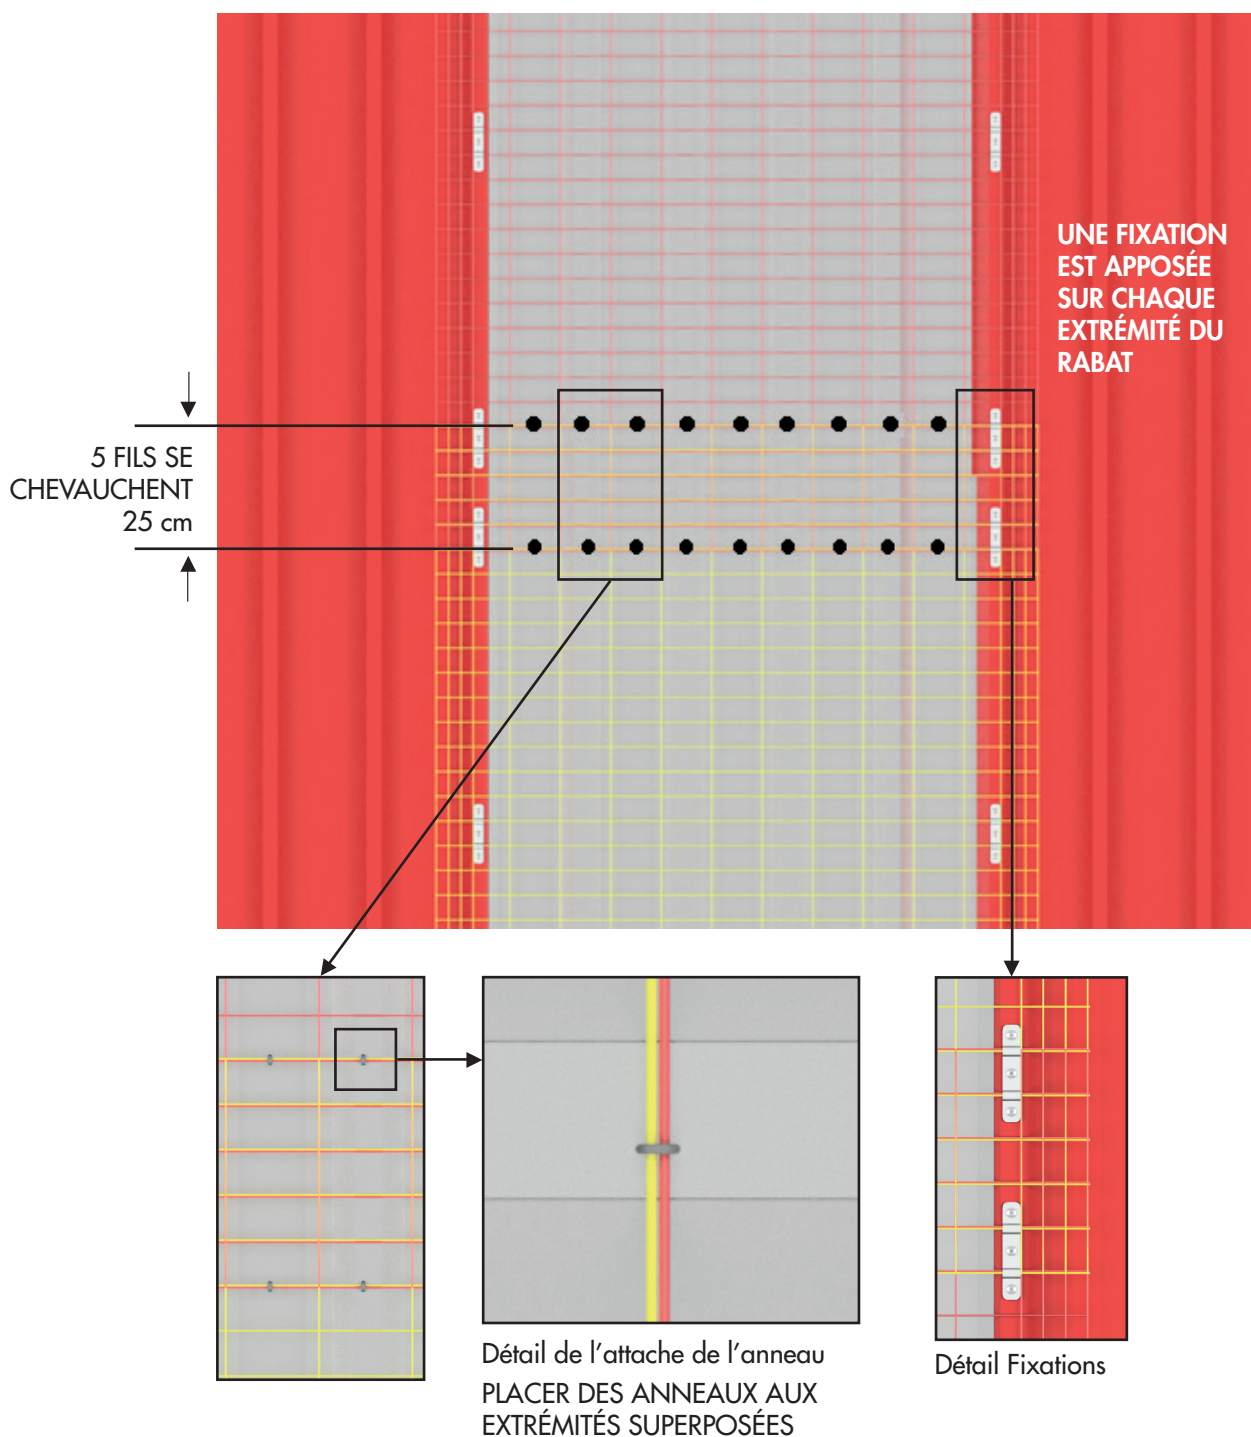 UNE FIXATION
EST APPOSÉE
SUR CHAQUE
EXTRÉMITÉ DU
RABAT
5 FILS SE
CHEVAUCHENT
25 cm
Détail de l'attache de l'anneau
PLACER DES ANNEAUX AUX
EXTRÉMITÉS SUPERPOSÉES
Détail Fixations